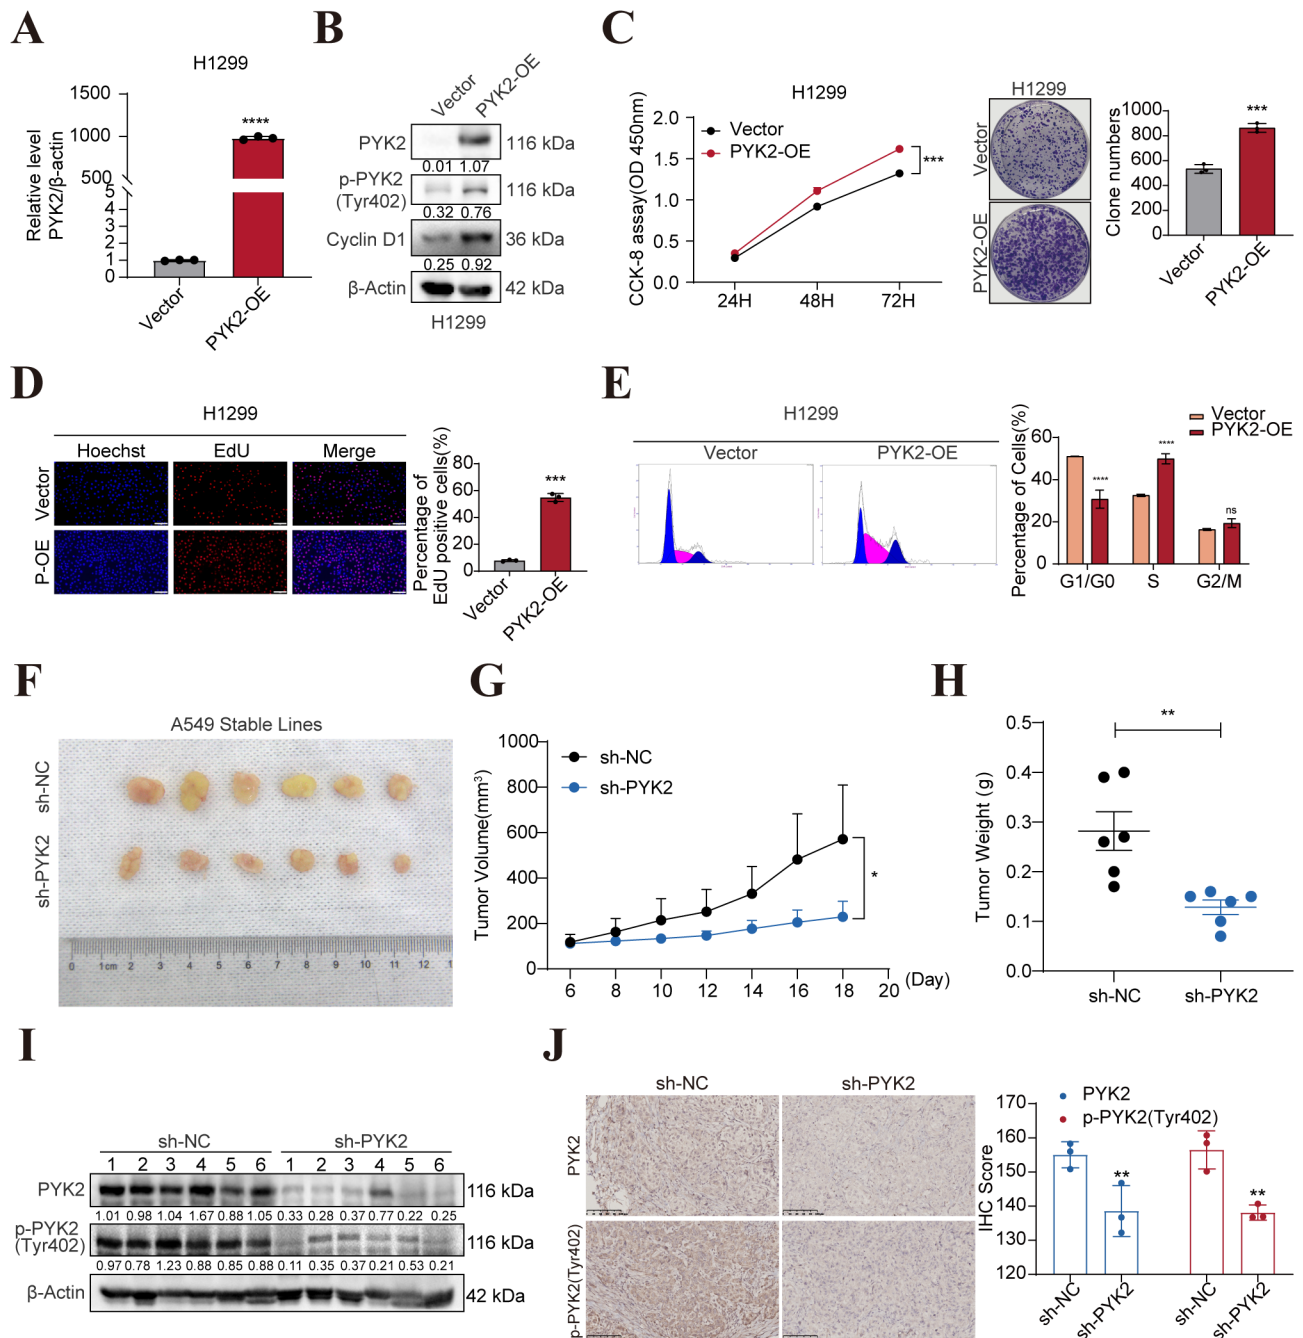 A
H1299
Relative level
PYK2/β-actin
1500
1000
500
5
4
3
2
1
0
****
Vector
PYK2-OE
B
Vector
PYK2-OE
PYK2
116 kDa
0.01 1.07
p-PYK2
(Tyr402)
116 kDa
0.32 0.76
Cyclin D1
36 kDa
0.25 0.92
β-Actin
42 kDa
H1299
C
H1299
CCK-8 assay(OD 450nm)
2.0
1.5
1.0
0.5
0.0
Vector
PYK2-OE
***
24H
48H
72H
H1299
Vector
PYK2-OE
Clone numbers
1000
800
600
400
200
0
***
Vector
PYK2-OE
D
H1299
Hoechst
EdU
Merge
Vector
P-OE
Percentage of
EdU positive cells(%)
80
60
40
20
0
***
Vector
PYK2-OE
E
H1299
Vector
PYK2-OE
Percentage of Cells(%)
60
40
20
0
Vector
PYK2-OE
****
****
ns
G1/G0
S
G2/M
F
A549 Stable Lines
sh-NC
sh-PYK2
0 1cm 2 3 4 5 6 7 8 9 10 11 12
G
Tumor Volume(mm³)
1000
800
600
400
200
0
sh-NC
sh-PYK2
*
6 8 10 12 14 16 18 20 (Day)
H
Tumor Weight (g)
0.5
0.4
0.3
0.2
0.1
0.0
**
sh-NC
sh-PYK2
I
sh-NC
sh-PYK2
1 2 3 4 5 6 1 2 3 4 5 6
PYK2
116 kDa
1.01 0.98 1.04 1.67 0.88 1.05 0.33 0.28 0.37 0.77 0.22 0.25
p-PYK2
(Tyr402)
116 kDa
0.97 0.78 1.23 0.88 0.85 0.88 0.11 0.35 0.37 0.21 0.53 0.21
β-Actin
42 kDa
J
sh-NC
sh-PYK2
PYK2
p-PYK2(Tyr402)
IHC Score
170
160
150
140
130
120
PYK2
p-PYK2(Tyr402)
**
**
sh-NC
sh-PYK2
sh-NC
sh-PYK2